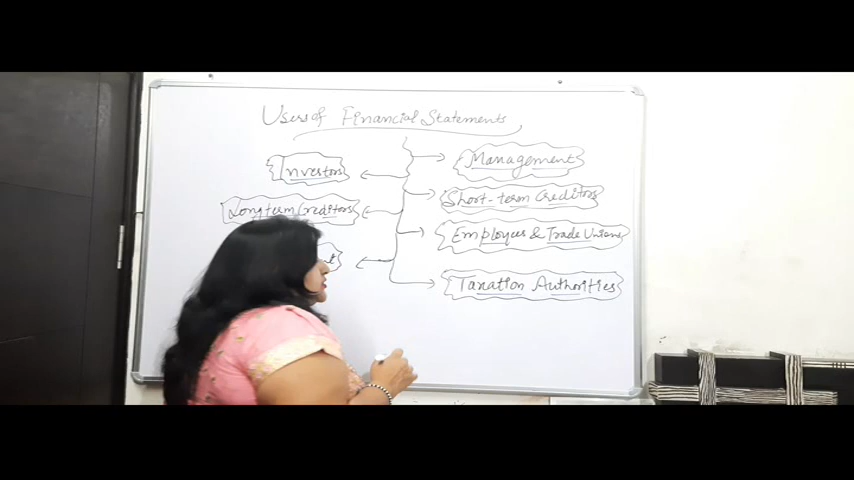 Users of Financial Statements
Investors
Management
Long term Creditors
Short-term Creditors
Employees & Trade Unions
Taxation Authorities